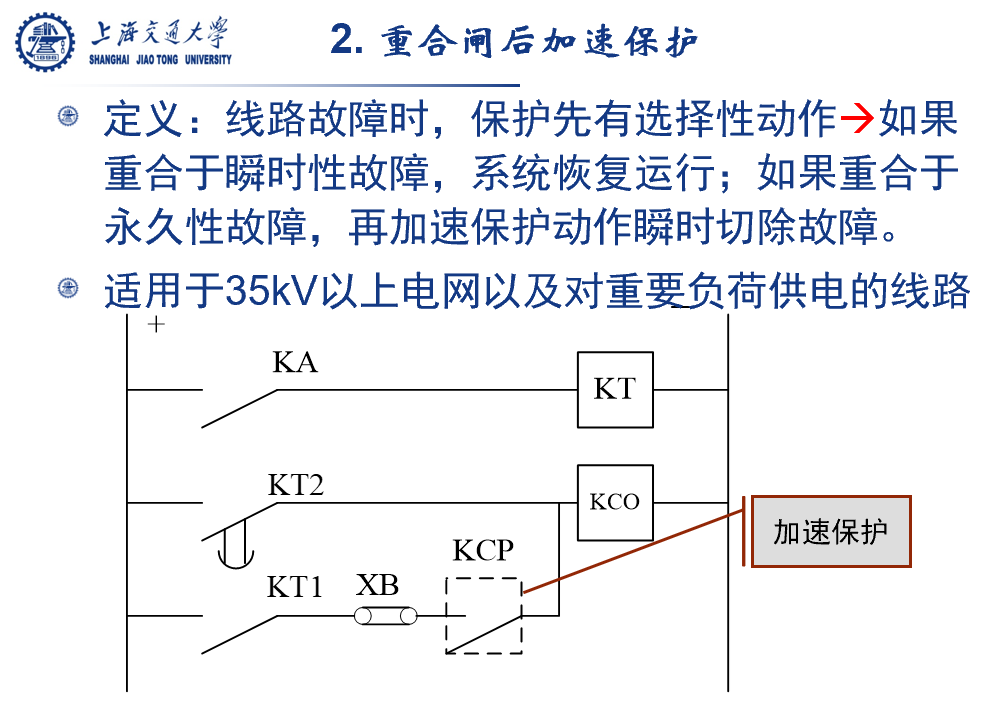 上海交通大学
SHANGHAI JIAO TONG UNIVERSITY
1896
2. 重合闸后加速保护
定义：线路故障时，保护先有选择性动作→如果
重合于瞬时性故障，系统恢复运行；如果重合于
永久性故障，再加速保护动作瞬时切除故障。
适用于35kV以上电网以及对重要负荷供电的线路
+
KA
KT
KT2
KCO
加速保护
KCP
KT1
XB